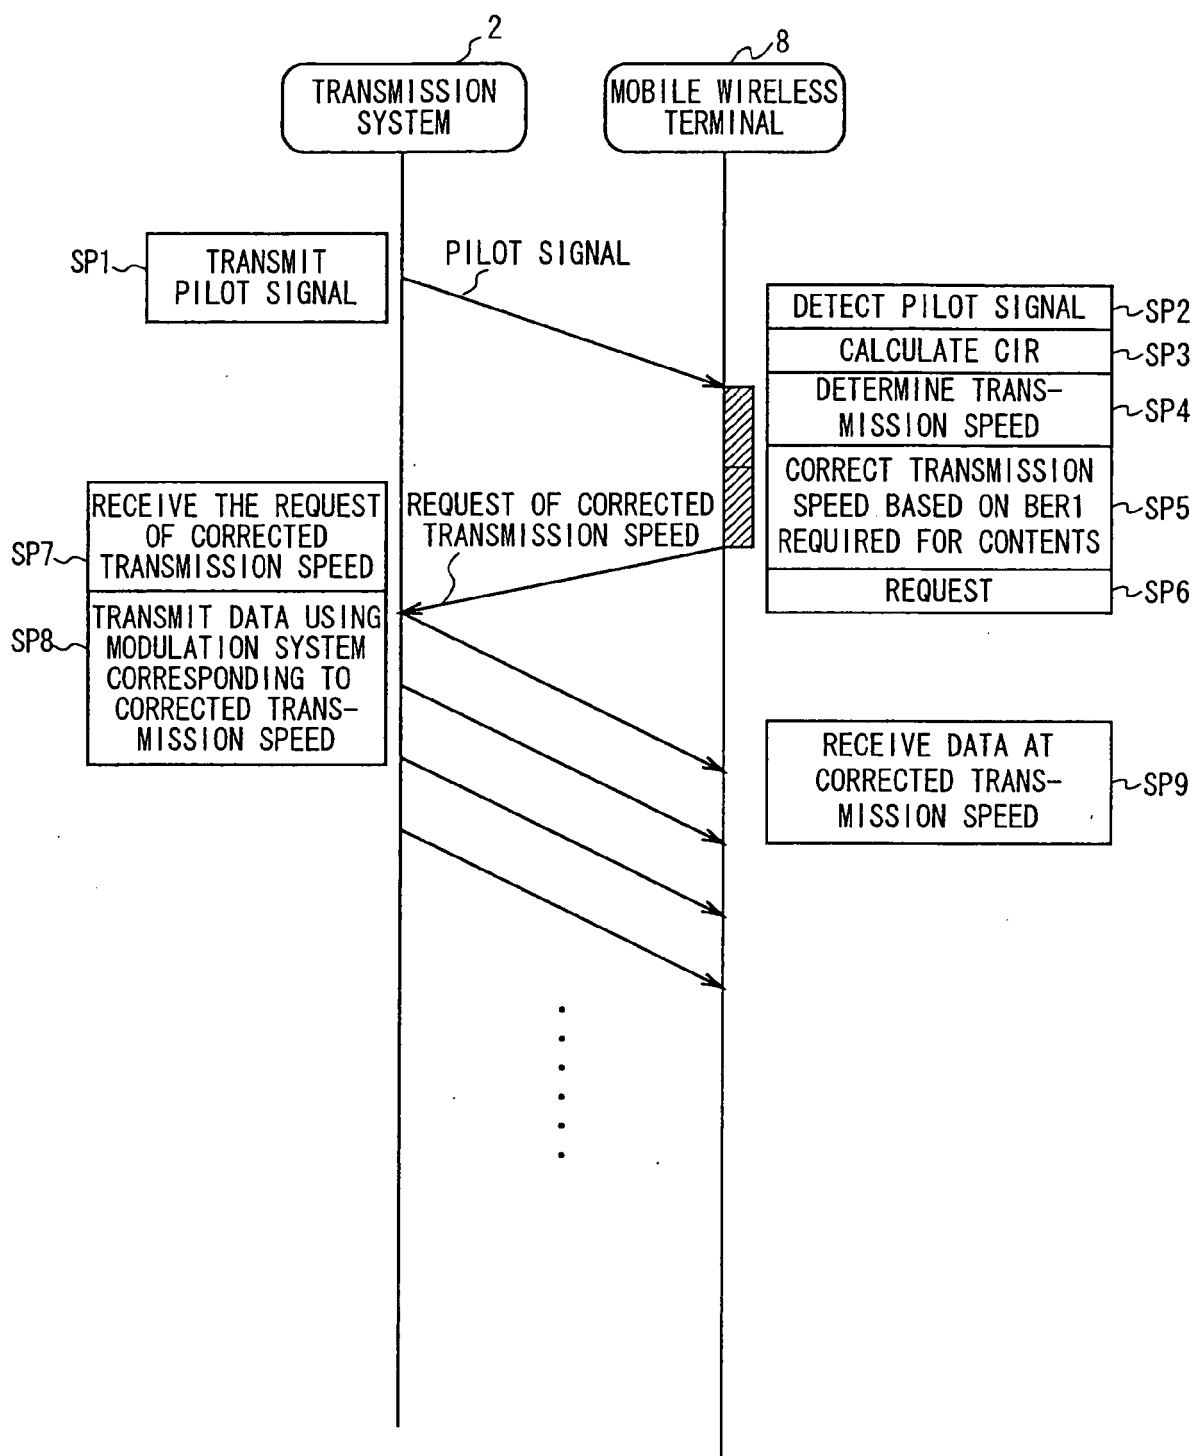 2
8
TRANSMISSION
SYSTEM
MOBILE WIRELESS
TERMINAL
SP1
TRANSMIT
PILOT SIGNAL
PILOT SIGNAL
DETECT PILOT SIGNAL
SP2
CALCULATE CIR
SP3
DETERMINE TRANS-
MISSION SPEED
SP4
CORRECT TRANSMISSION
SPEED BASED ON BER1
REQUIRED FOR CONTENTS
SP5
REQUEST
SP6
REQUEST OF CORRECTED
TRANSMISSION SPEED
SP7
RECEIVE THE REQUEST
OF CORRECTED
TRANSMISSION SPEED
SP8
TRANSMIT DATA USING
MODULATION SYSTEM
CORRESPONDING TO
CORRECTED TRANS-
MISSION SPEED
RECEIVE DATA AT
CORRECTED TRANS-
MISSION SPEED
SP9